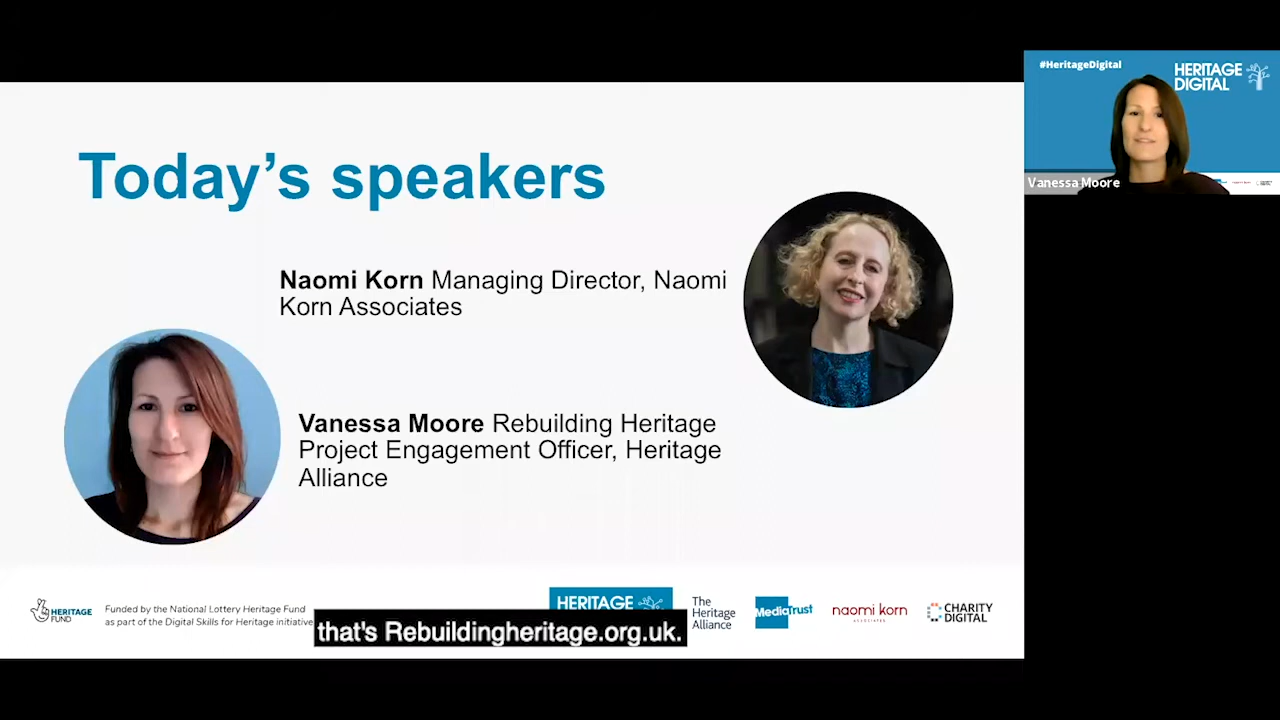 Today's speakers
Naomi Korn Managing Director, Naomi
Korn Associates
Vanessa Moore Rebuilding Heritage
Project Engagement Officer, Heritage
Alliance
HERITAGE
FUND
Funded by the National Lottery Heritage Fund
as part of the Digital Skills for Heritage initiative
HERITAGE
The
Heritage
Alliance
MediaTrust
naomi korn
ASSOCIATES
CHARITY
DIGITAL
that's Rebuildingheritage.org.uk.
#HeritageDigital
HERITAGE
DIGITAL
Vanessa Moore